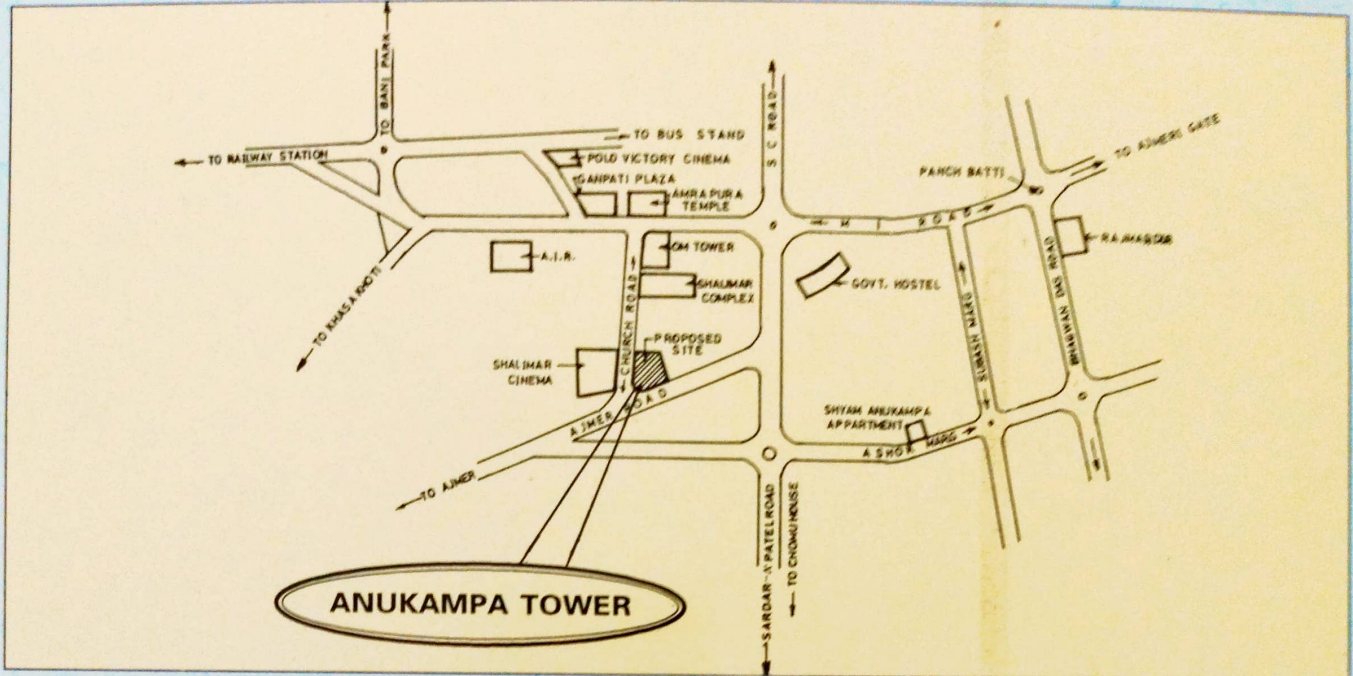 TO BANI PARK
S C ROAD
TO BUS STAND
TO AJMERI GATE
TO RAILWAY STATION
POLO VICTORY CINEMA
GANPATI PLAZA
PANCH BATTI
AMRAPURA
TEMPLE
M I ROAD
OM TOWER
A.I.R.
SHALIMAR
COMPLEX
GOVT. HOSTEL
TO KHASA KHOTI
CHURCH ROAD
SUBASH MARG
BHAGWAN DAS ROAD
PROPOSED
SITE
SHALIMAR
CINEMA
AJMER ROAD
SHYAM ANUKAMPA
APPARTMENT
ASHOK MARG
TO AJMER
SARDAR PATEL ROAD
TO CHOMU HOUSE
ANUKAMPA TOWER